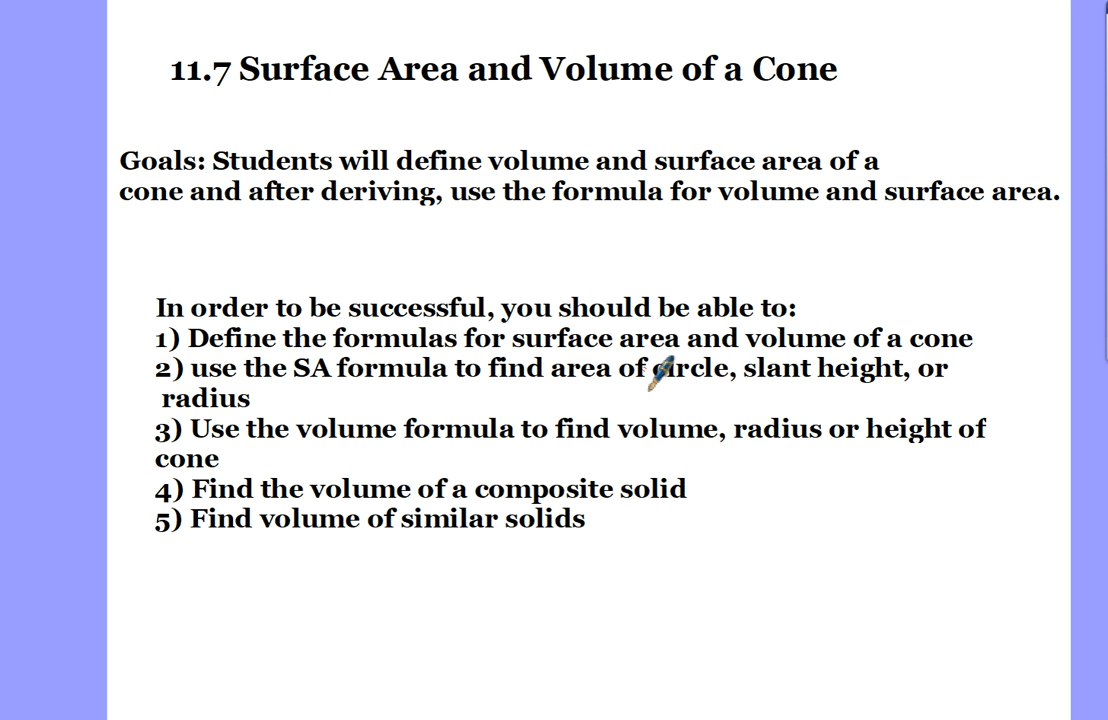 11.7 Surface Area and Volume of a Cone
Goals: Students will define volume and surface area of a
cone and after deriving, use the formula for volume and surface area.
In order to be successful, you should be able to:
1) Define the formulas for surface area and volume of a cone
2) use the SA formula to find area of circle, slant height, or
radius
3) Use the volume formula to find volume, radius or height of
cone
4) Find the volume of a composite solid
5) Find volume of similar solids